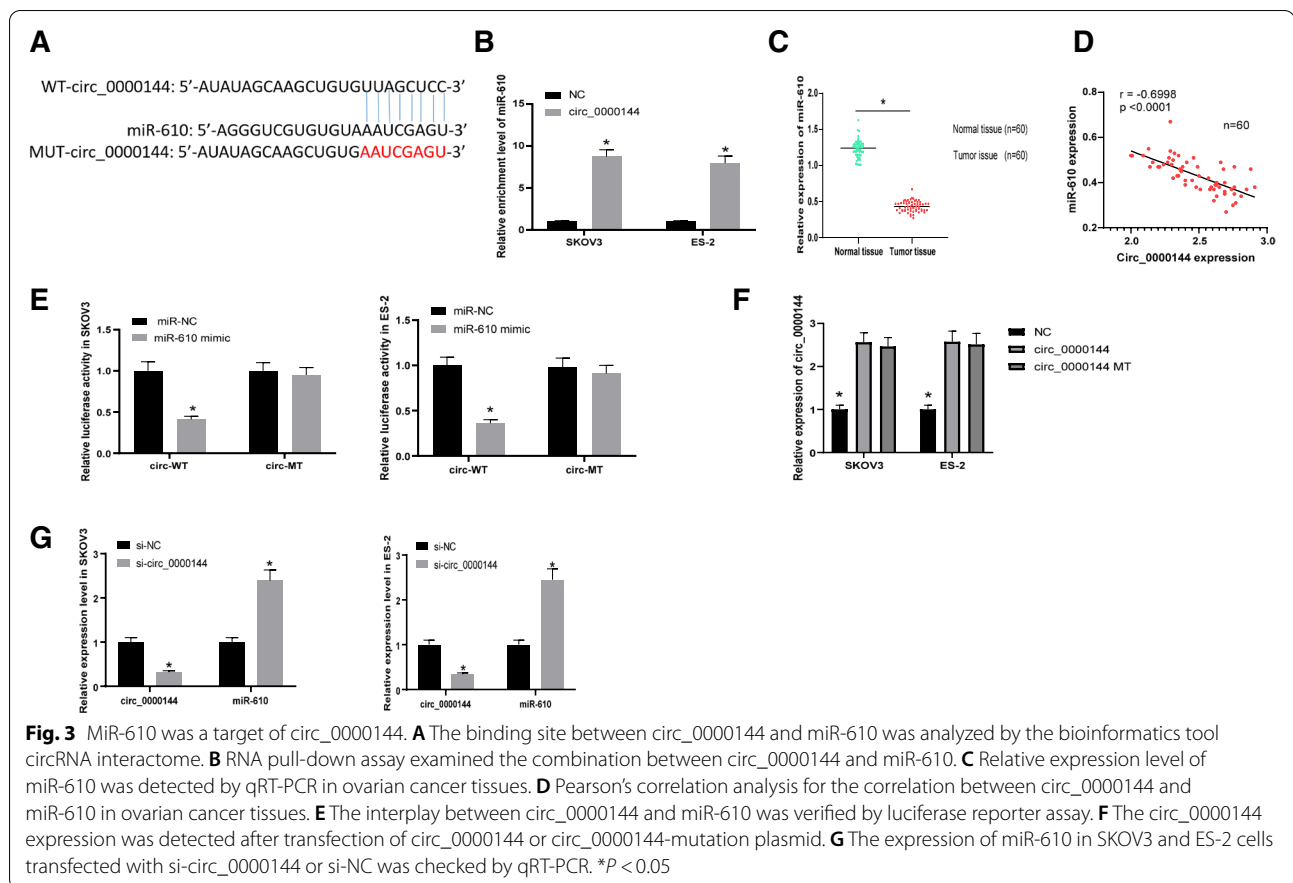 A
WT-circ_0000144: 5’-AUAUAGCAAGCUGUGUUAGCUCC-3’
miR-610: 5’-AGGGUCGUGUGUAAAUCGAGU-3’
MUT-circ_0000144: 5’-AUAUAGCAAGCUGUGAAUCGAGU-3’
B
NC
circ_0000144
Relative enrichment level of miR-610
15
10
8
6
4
2
0
*
*
SKOV3
ES-2
C
Relative expression of miR-610
2.0
1.5
1.0
0.5
0.0
*
Normal tissue (n=60)
Tumor issue (n=60)
Normal tissue
Tumor tissue
D
r = -0.6998
p <0.0001
n=60
miR-610 expression
0.8
0.6
0.4
0.2
2.0
2.5
3.0
Circ_0000144 expression
E
miR-NC
miR-610 mimic
Relative luciferase activity in SKOV3
1.5
1.0
0.5
0.0
*
circ-WT
circ-MT
miR-NC
miR-610 mimic
Relative luciferase activity in ES-2
1.5
1.0
0.5
0.0
*
circ-WT
circ-MT
F
Relative expression of circ_0000144
3
2
1
0
*
*
SKOV3
ES-2
NC
circ_0000144
circ_0000144 MT
G
si-NC
si-circ_0000144
Relative expression level in SKOV3
3
2
1
0
*
*
circ_0000144
miR-610
si-NC
si-circ_0000144
Relative expression level in ES-2
3
2
1
0
*
*
circ_0000144
miR-610
Fig. 3 MiR-610 was a target of circ_0000144. A The binding site between circ_0000144 and miR-610 was analyzed by the bioinformatics tool
circRNA interactome. B RNA pull-down assay examined the combination between circ_0000144 and miR-610. C Relative expression level of
miR-610 was detected by qRT-PCR in ovarian cancer tissues. D Pearson’s correlation analysis for the correlation between circ_0000144 and
miR-610 in ovarian cancer tissues. E The interplay between circ_0000144 and miR-610 was verified by luciferase reporter assay. F The circ_0000144
expression was detected after transfection of circ_0000144 or circ_0000144-mutation plasmid. G The expression of miR-610 in SKOV3 and ES-2 cells
transfected with si-circ_0000144 or si-NC was checked by qRT-PCR. *P < 0.05